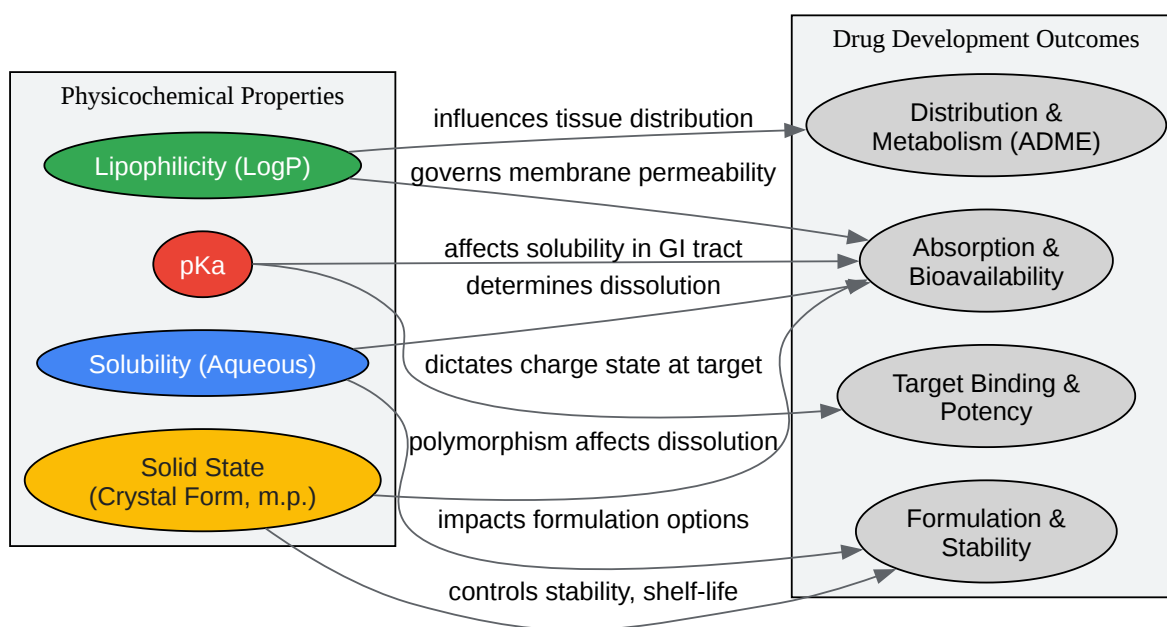 Physicochemical Properties
Lipophilicity (LogP)
pKa
Solubility (Aqueous)
Solid State
(Crystal Form, m.p.)
influences tissue distribution
governs membrane permeability
affects solubility in GI tract
determines dissolution
dictates charge state at target
polymorphism affects dissolution
impacts formulation options
controls stability, shelf-life
Drug Development Outcomes
Distribution &
Metabolism (ADME)
Absorption &
Bioavailability
Target Binding &
Potency
Formulation &
Stability